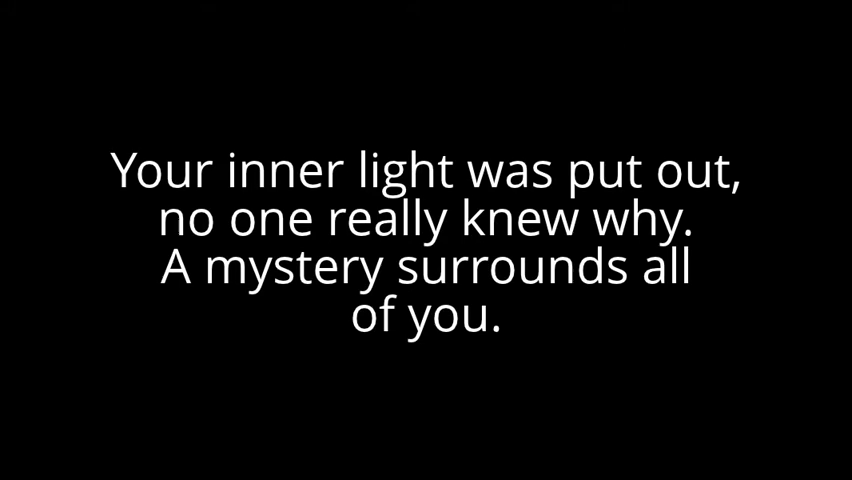 Your inner light was put out,
no one really knew why.
A mystery surrounds all
of you.